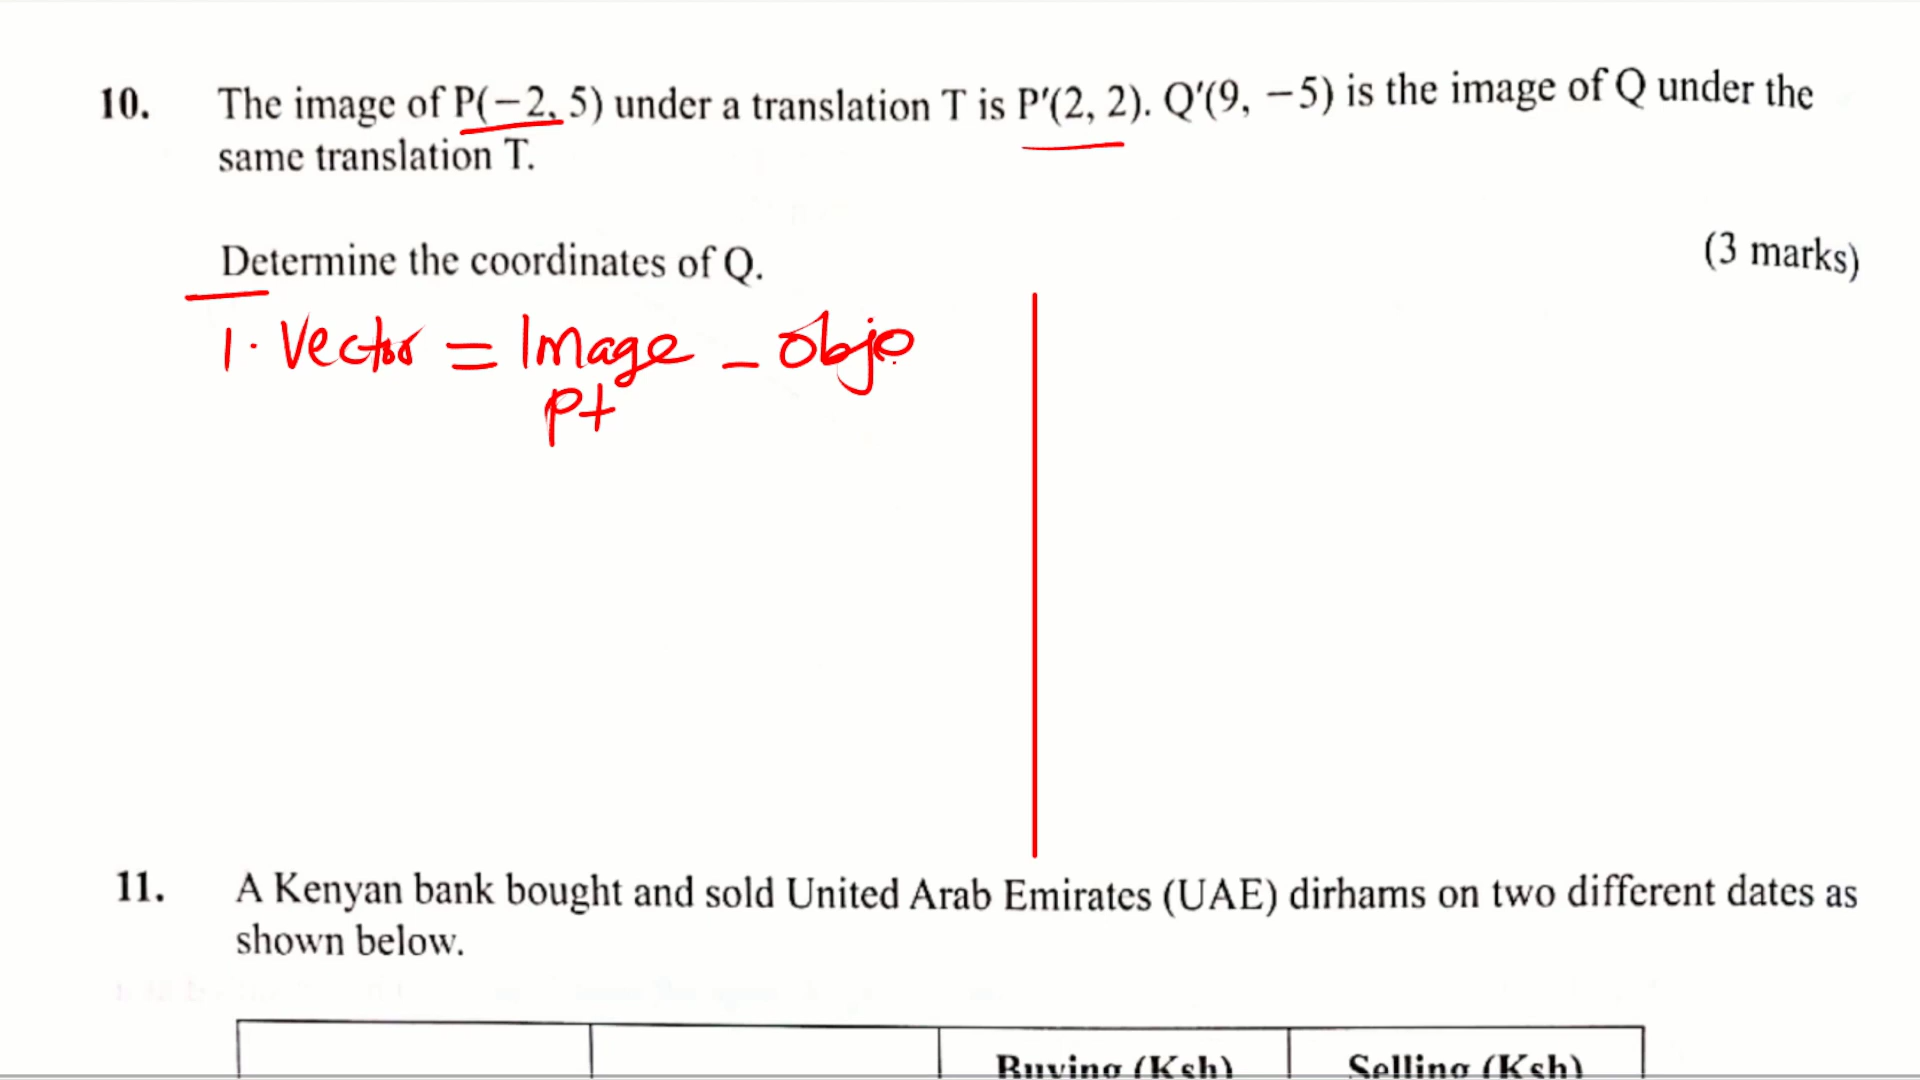 10. The image of P(−2, 5) under a translation T is P′(2, 2). Q′(9, −5) is the image of Q under the
same translation T.
Determine the coordinates of Q.
(3 marks)
1. Vector = Image – obje
pt
11. A Kenyan bank bought and sold United Arab Emirates (UAE) dirhams on two different dates as
shown below.
Buying (Ksh) Selling (Ksh)